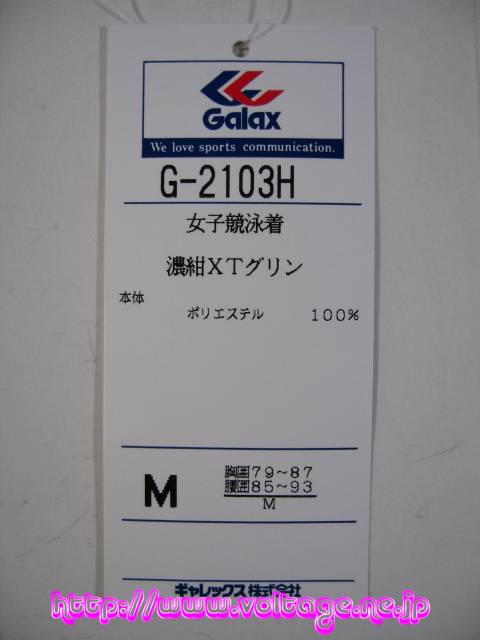 Galax
We love sports communication.
G-2103H
女子競泳着
濃紺XTグリン
本体
ポリエステル 100%
M
胸囲79~87
腰囲85~93
M
ギャレックス株式会社
http://www.voltage.ne.jp